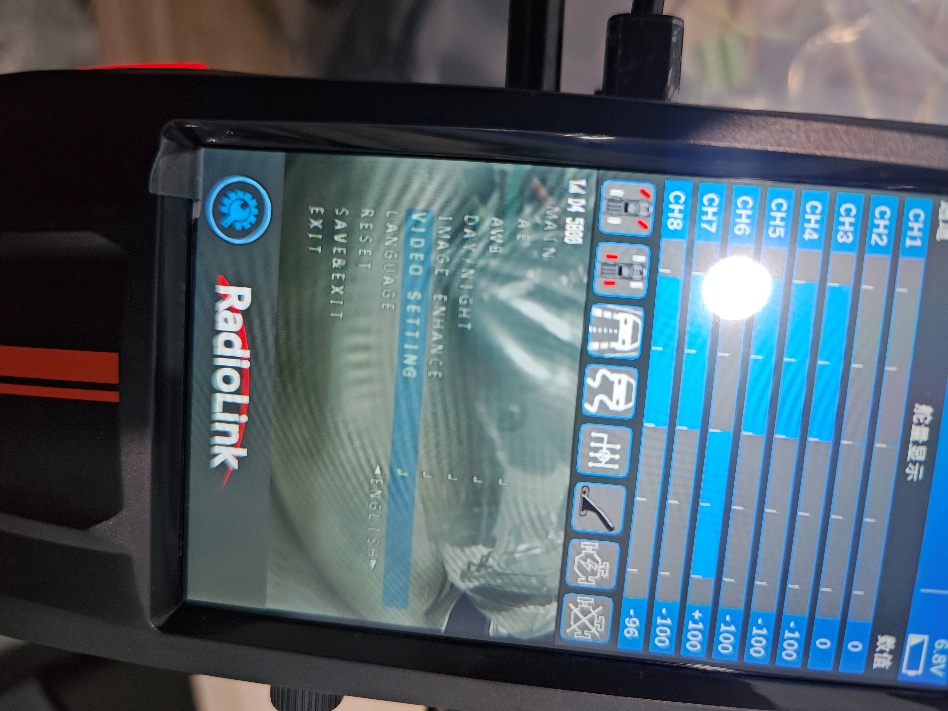 6.8V
舵量显示
数值
CH1 0
CH2 0
CH3 -100
CH4 -100
CH5 -100
CH6 +100
CH7 -100
CH8 -96
MAIN
AE
AWB
DAY/NIGHT
IMAGE ENHANCE
VIDEO SETTING
LANGUAGE ◄ENGLISH►
RESET
SAVE&EXIT
EXIT
RadioLink